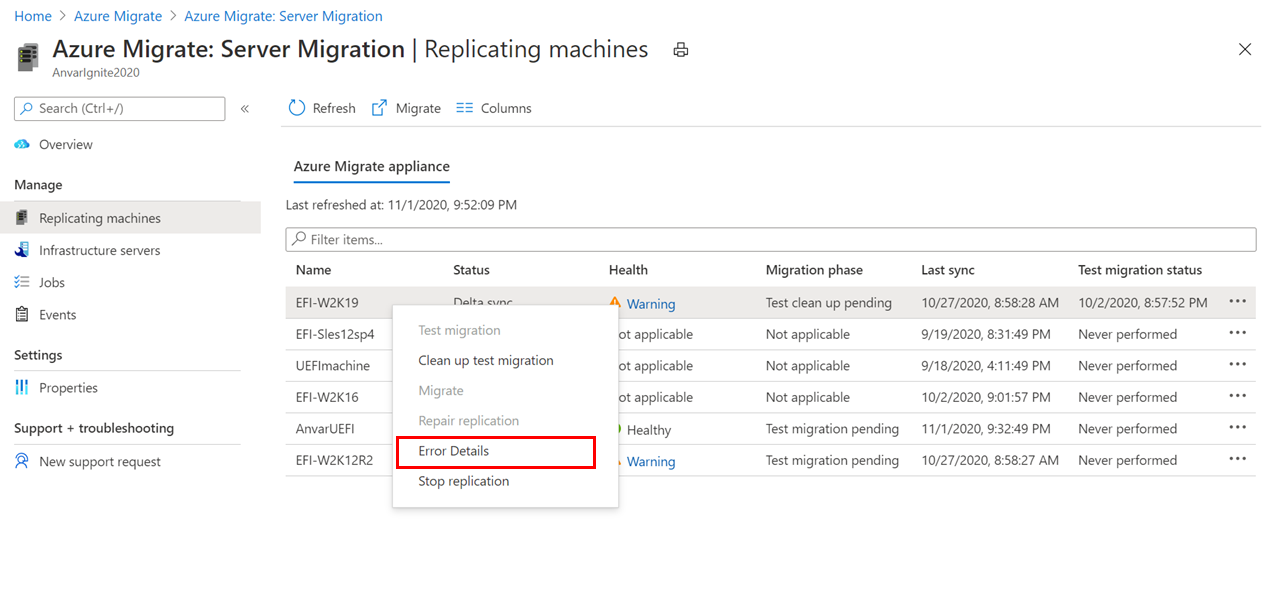 Home > Azure Migrate > Azure Migrate: Server Migration
Azure Migrate: Server Migration | Replicating machines
AnvarIgnite2020
Search (Ctrl+/)
«
Refresh Migrate Columns
Overview
Manage
Replicating machines
Infrastructure servers
Jobs
Events
Settings
Properties
Support + troubleshooting
New support request
Azure Migrate appliance
Last refreshed at: 11/1/2020, 9:52:09 PM
Filter items...
Name Status Health Migration phase Last sync Test migration status
EFI-W2K19 Delta sync Warning Test clean up pending 10/27/2020, 8:58:28 AM 10/2/2020, 8:57:52 PM ...
EFI-Sles12sp4 ot applicable Not applicable 9/19/2020, 8:31:49 PM Never performed ...
UEFImachine ot applicable Not applicable 9/18/2020, 4:11:49 PM Never performed ...
EFI-W2K16 ot applicable Not applicable 10/2/2020, 9:01:57 PM Never performed ...
AnvarUEFI Healthy Test migration pending 11/1/2020, 9:32:49 PM Never performed ...
EFI-W2K12R2 Warning Test migration pending 10/27/2020, 8:58:27 AM Never performed ...
Test migration
Clean up test migration
Migrate
Repair replication
Error Details
Stop replication